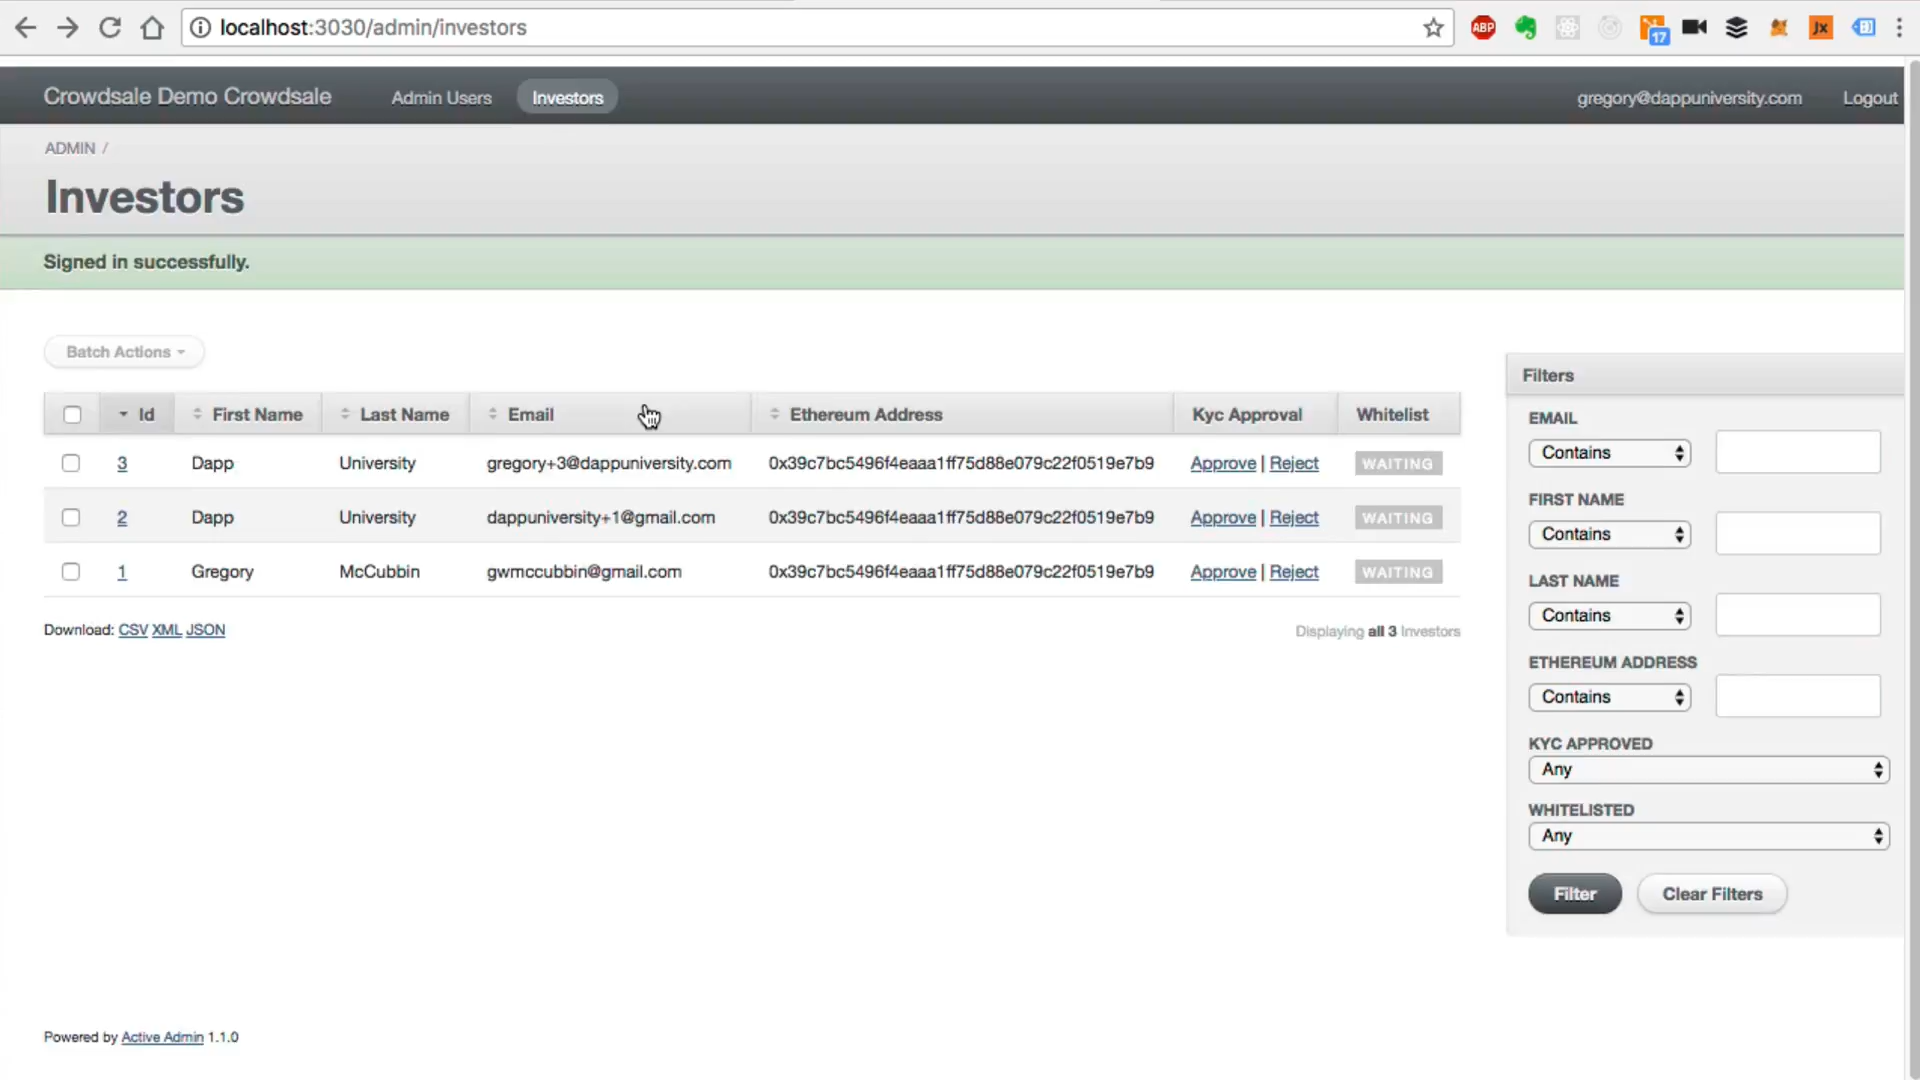 localhost:3030/admin/investors
ABP
17
Jx
Crowdsale Demo Crowdsale Admin Users Investors gregory@dappuniversity.com Logout
ADMIN /
Investors
Signed in successfully.
Batch Actions
Id First Name Last Name Email Ethereum Address Kyc Approval Whitelist
3 Dapp University gregory+3@dappuniversity.com 0x39c7bc5496f4eaaa1ff75d88e079c22f0519e7b9 Approve | Reject WAITING
2 Dapp University dappuniversity+1@gmail.com 0x39c7bc5496f4eaaa1ff75d88e079c22f0519e7b9 Approve | Reject WAITING
1 Gregory McCubbin gwmccubbin@gmail.com 0x39c7bc5496f4eaaa1ff75d88e079c22f0519e7b9 Approve | Reject WAITING
Download: CSV XML JSON
Displaying all 3 Investors
Filters
EMAIL
Contains
FIRST NAME
Contains
LAST NAME
Contains
ETHEREUM ADDRESS
Contains
KYC APPROVED
Any
WHITELISTED
Any
Filter Clear Filters
Powered by Active Admin 1.1.0